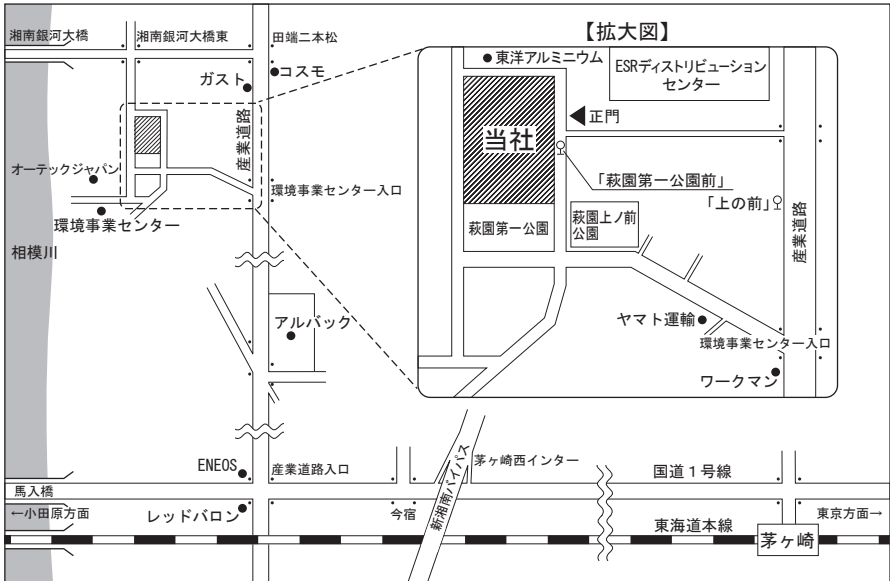 湘南銀河大橋
湘南銀河大橋東
田端二本松
コスモ
ガスト
産業道路
オーテックジャパン
環境事業センター入口
環境事業センター
相模川
アルバック
ENEOS
産業道路入口
茅ヶ崎西インター
国道1号線
馬入橋
←小田原方面
レッドバロン
今宿
新湘南バイパス
東海道本線
東京方面→
茅ヶ崎
【拡大図】
東洋アルミニウム
ESRディストリビューション
センター
正門
当社
「萩園第一公園前」
「上の前」
萩園第一公園
萩園上ノ前
公園
産業道路
ヤマト運輸
環境事業センター入口
ワークマン